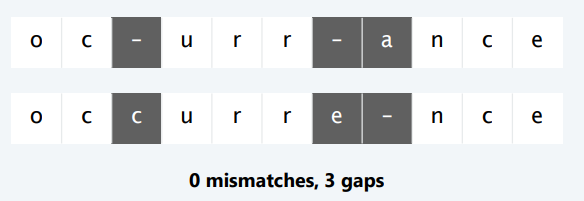 o c - u r r - a n c e
o c c u r r e - n c e
0 mismatches, 3 gaps